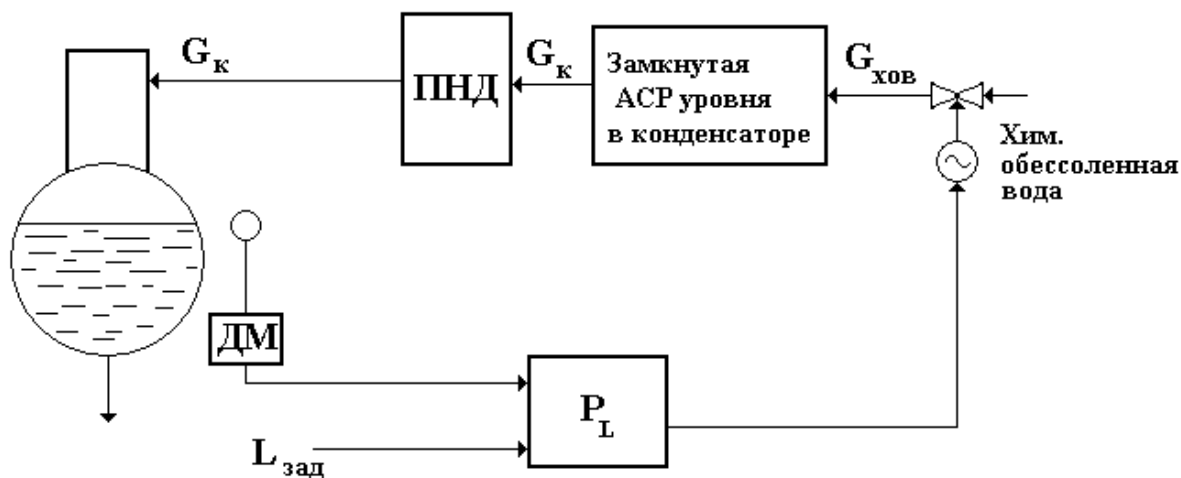 Gк
ПНД
Gк
Замкнутая
АСР уровня
в конденсаторе
Gхов
Хим.
обессоленная
вода
ДМ
PL
Lзад